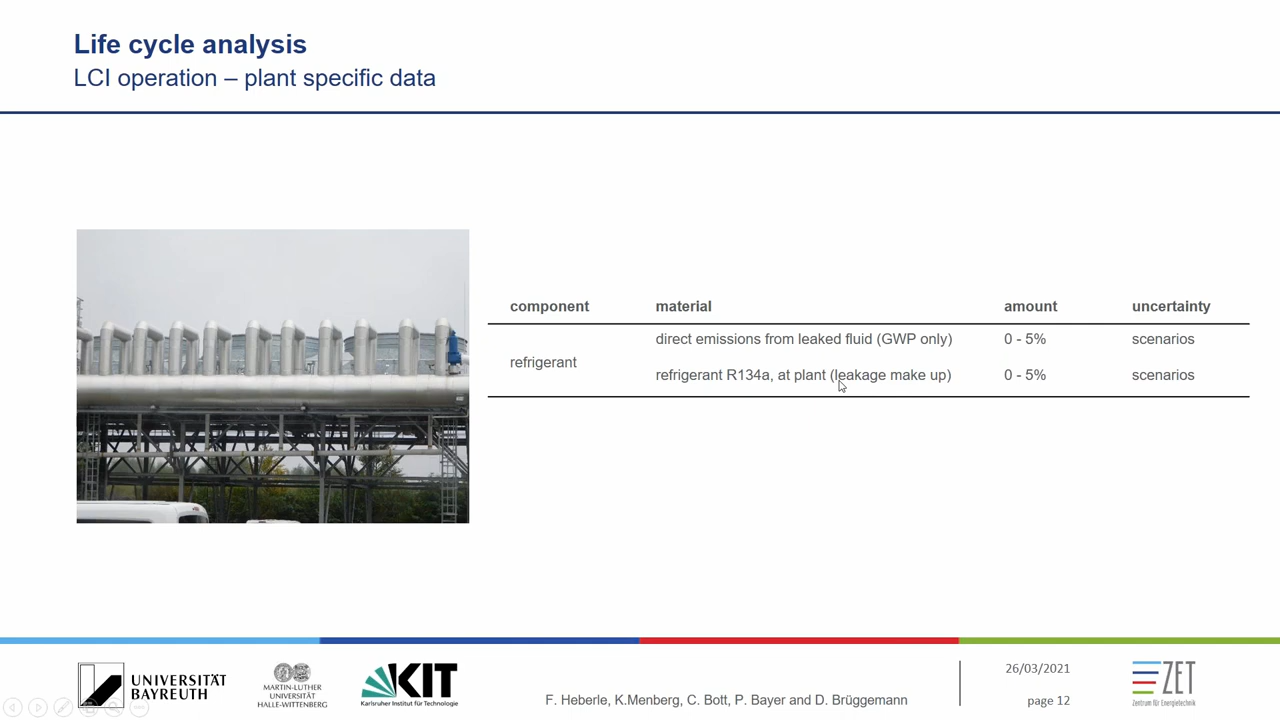 Life cycle analysis
LCI operation – plant specific data
component material amount uncertainty
direct emissions from leaked fluid (GWP only) 0 - 5% scenarios
refrigerant
refrigerant R134a, at plant (leakage make up) 0 - 5% scenarios
UNIVERSITÄT
BAYREUTH
MARTIN-LUTHER
UNIVERSITÄT
HALLE-WITTENBERG
KIT
Karlsruher Institut für Technologie
F. Heberle, K.Menberg, C. Bott, P. Bayer and D. Brüggemann
26/03/2021
page 12
ZET
Zentrum für Energietechnik